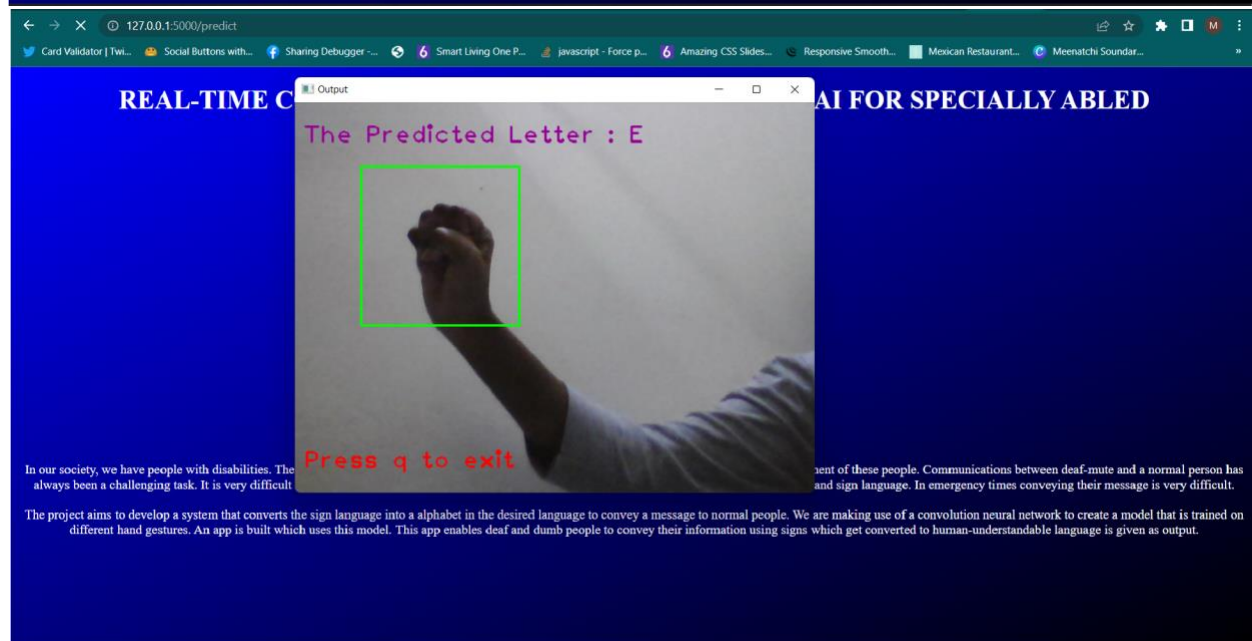 127.0.0.1:5000/predict
M
Card Validator | Twi... Social Buttons with... Sharing Debugger -... Smart Living One P... javascript - Force p... Amazing CSS Slides... Responsive Smooth... Mexican Restaurant... Meenatchi Soundar... »
Output
REAL-TIME C AI FOR SPECIALLY ABLED
The Predicted Letter : E
Press q to exit
In our society, we have people with disabilities. The ent of these people. Communications between deaf-mute and a normal person has
always been a challenging task. It is very difficult and sign language. In emergency times conveying their message is very difficult.
The project aims to develop a system that converts the sign language into a alphabet in the desired language to convey a message to normal people. We are making use of a convolution neural network to create a model that is trained on
different hand gestures. An app is built which uses this model. This app enables deaf and dumb people to convey their information using signs which get converted to human-understandable language is given as output.